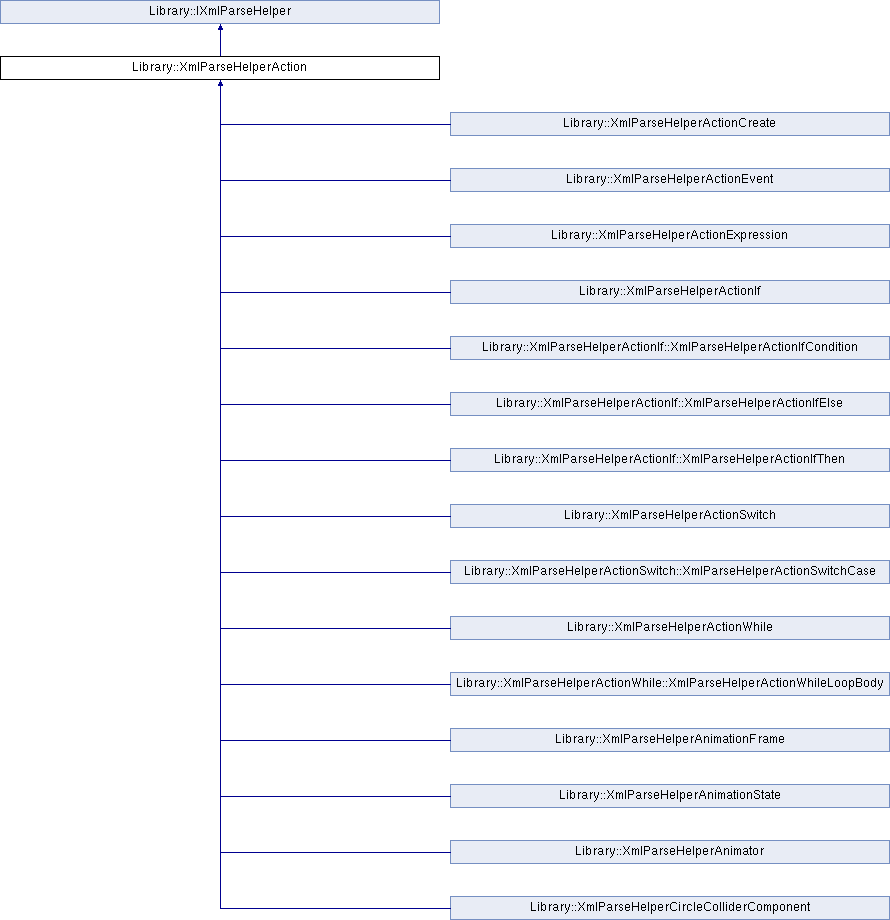 Library::IXmlParseHelper
Library::XmlParseHelperAction
Library::XmlParseHelperActionCreate
Library::XmlParseHelperActionEvent
Library::XmlParseHelperActionExpression
Library::XmlParseHelperActionIf
Library::XmlParseHelperActionIf::XmlParseHelperActionIfCondition
Library::XmlParseHelperActionIf::XmlParseHelperActionIfElse
Library::XmlParseHelperActionIf::XmlParseHelperActionIfThen
Library::XmlParseHelperActionSwitch
Library::XmlParseHelperActionSwitch::XmlParseHelperActionSwitchCase
Library::XmlParseHelperActionWhile
Library::XmlParseHelperActionWhile::XmlParseHelperActionWhileLoopBody
Library::XmlParseHelperAnimationFrame
Library::XmlParseHelperAnimationState
Library::XmlParseHelperAnimator
Library::XmlParseHelperCircleColliderComponent